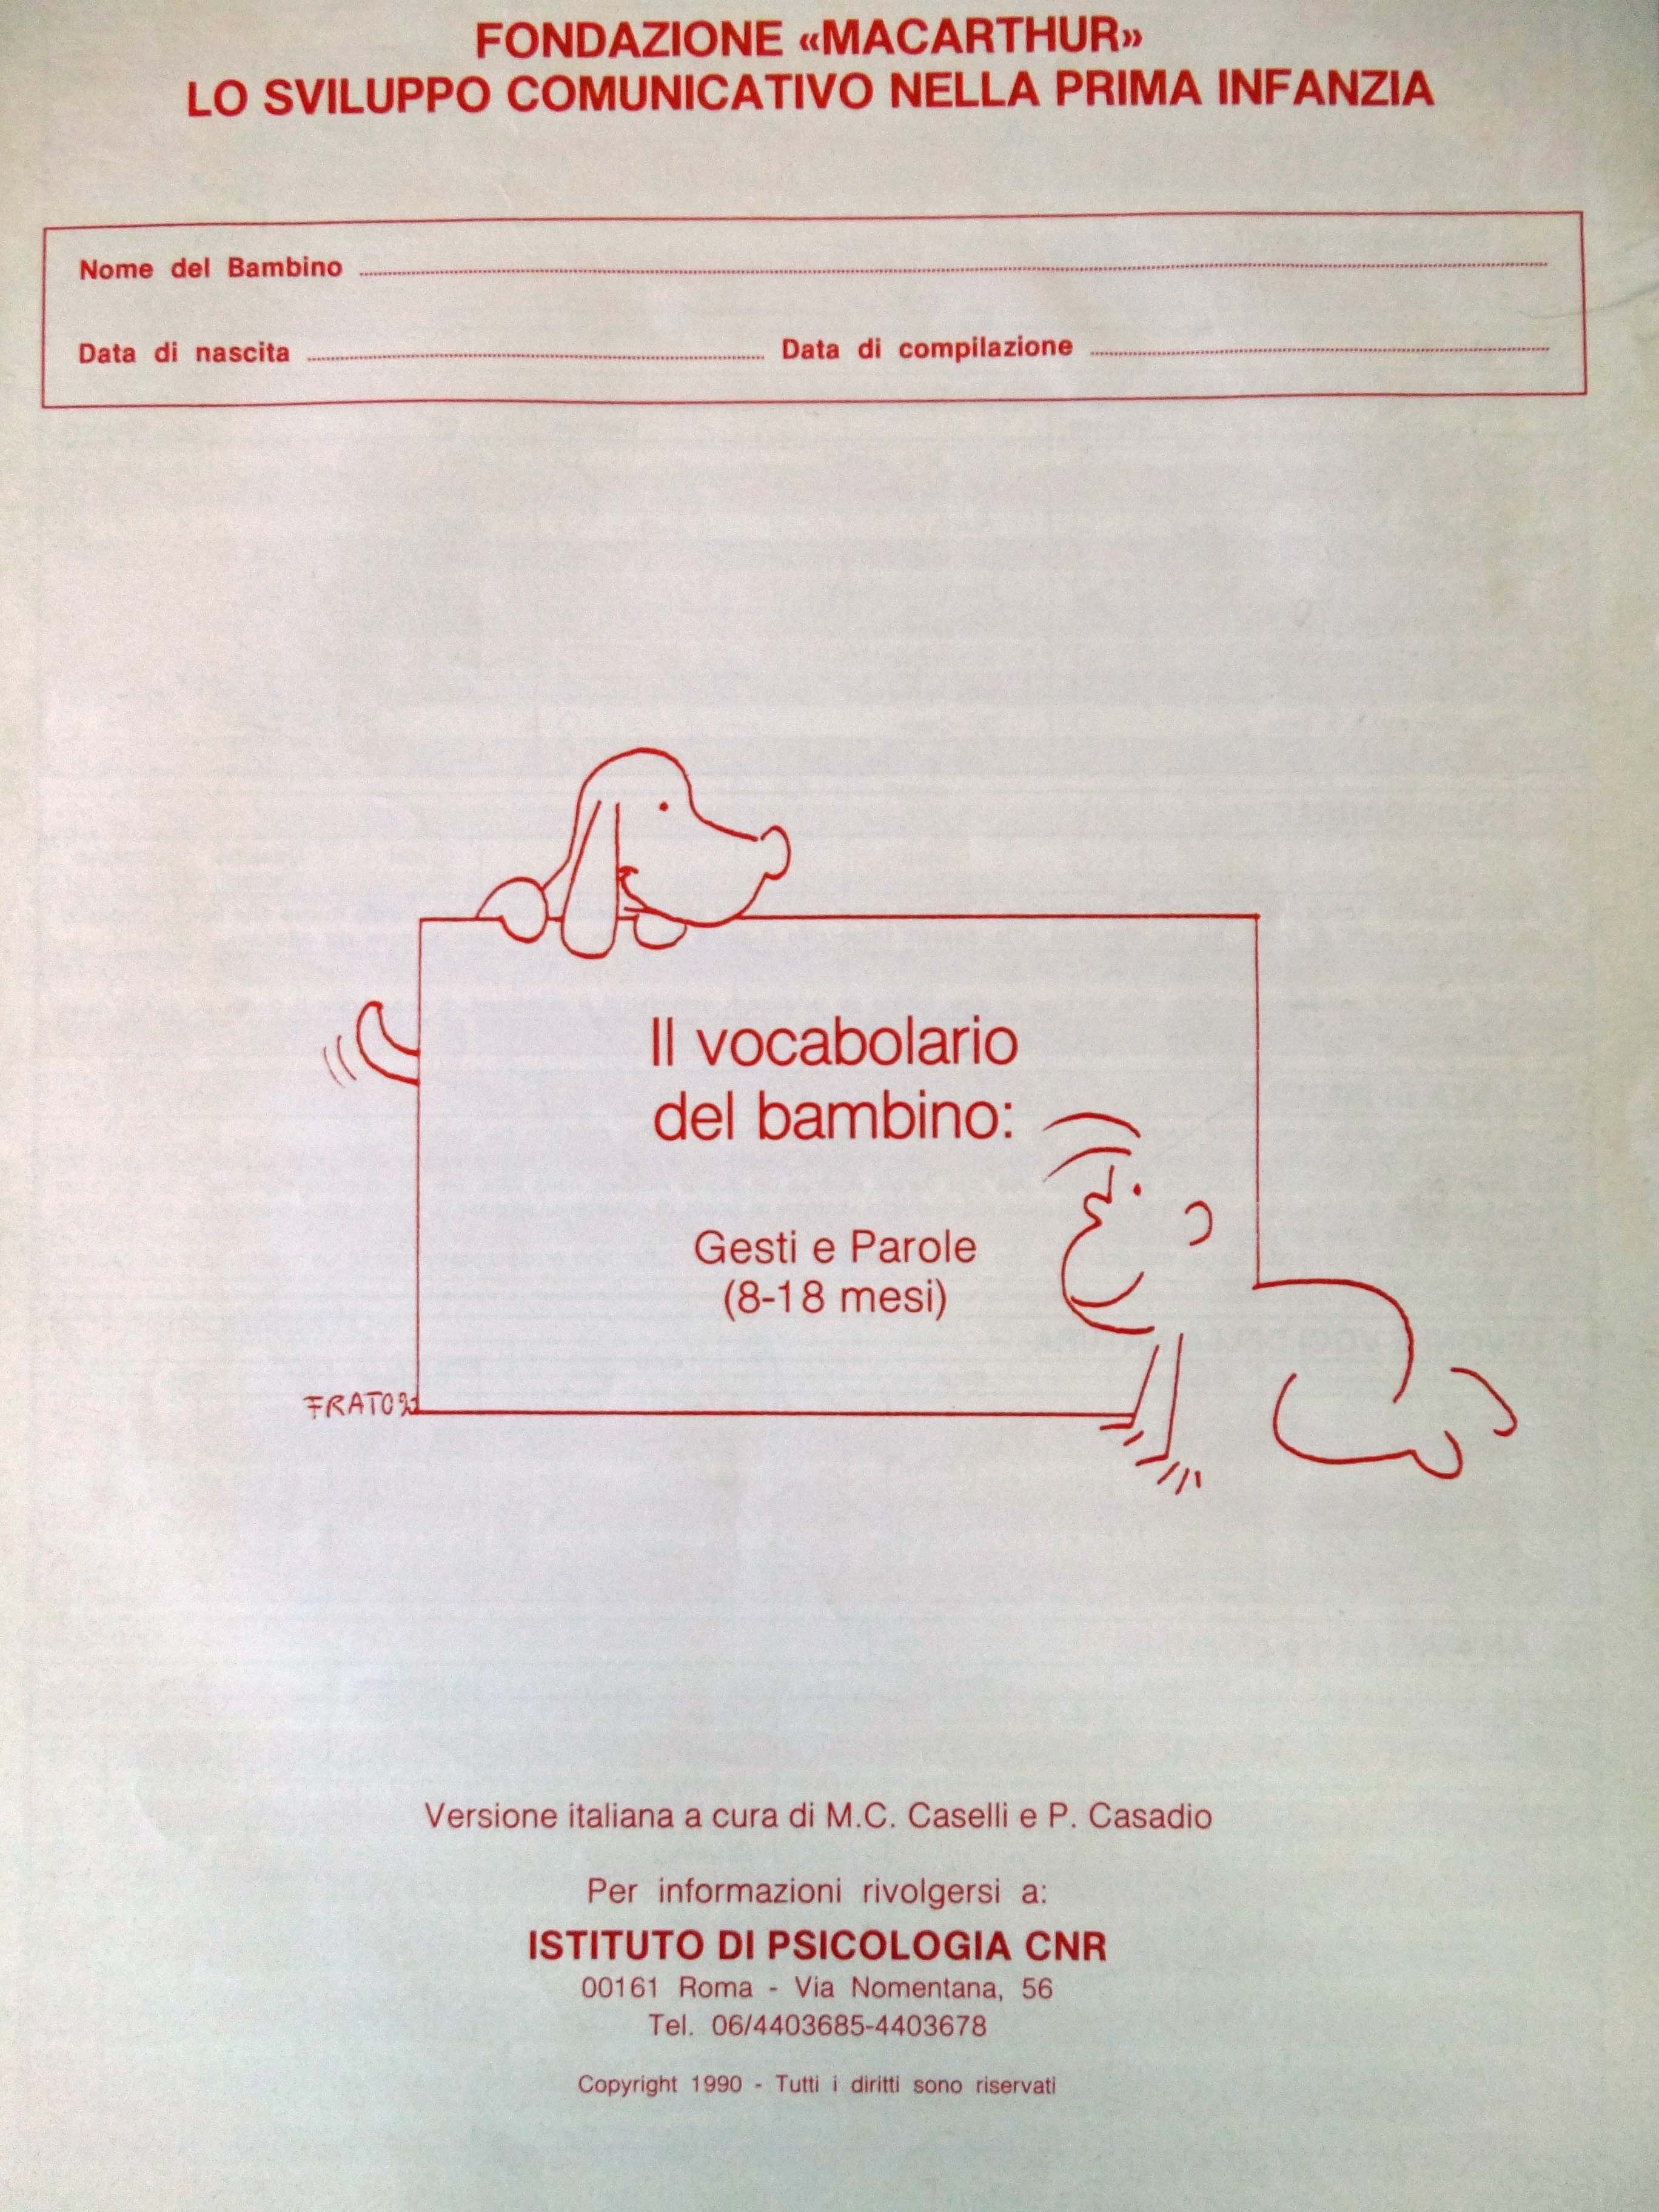 FONDAZIONE «MACARTHUR»
LO SVILUPPO COMUNICATIVO NELLA PRIMA INFANZIA
Nome del Bambino
Data di nascita
Data di compilazione
Il vocabolario
del bambino:
Gesti e Parole
(8-18 mesi)
Versione italiana a cura di M.C. Caselli e P. Casadio
Per informazioni rivolgersi a:
ISTITUTO DI PSICOLOGIA CNR
00161 Roma - Via Nomentana, 56
Tel. 06/4403685-4403678
Copyright 1990 - Tutti i diritti sono riservati